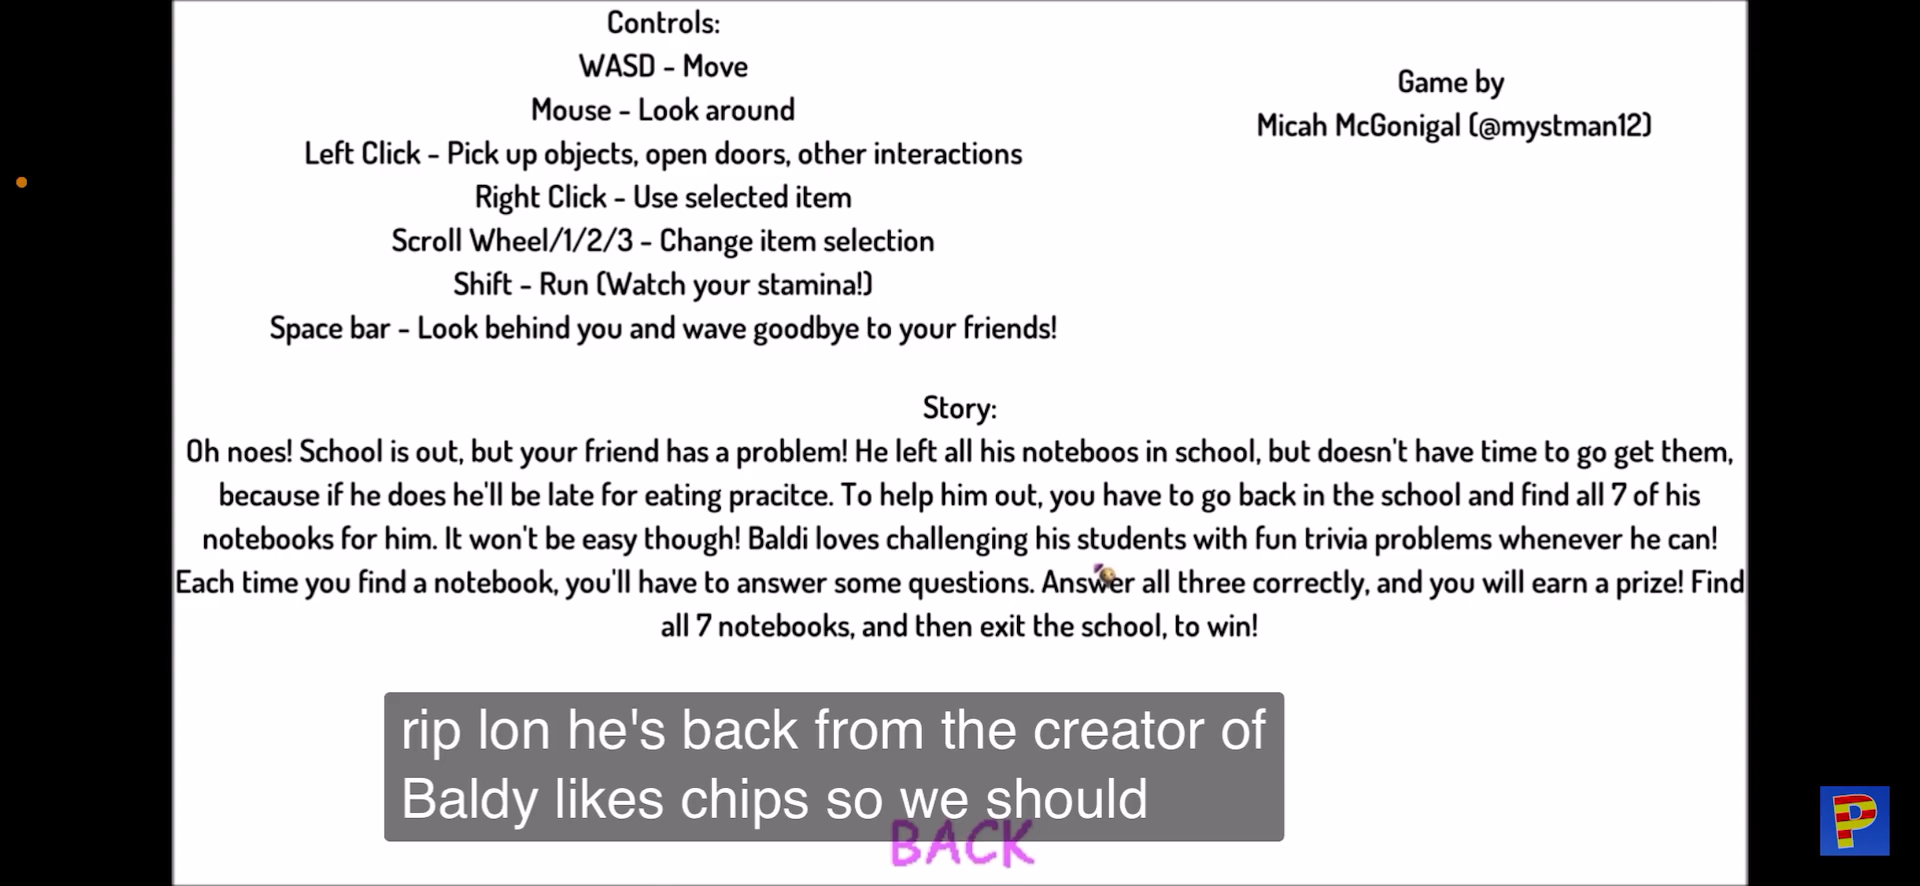 Controls:
WASD - Move
Mouse - Look around
Left Click - Pick up objects, open doors, other interactions
Right Click - Use selected item
Scroll Wheel/1/2/3 - Change item selection
Shift - Run (Watch your stamina!)
Space bar - Look behind you and wave goodbye to your friends!
Game by
Micah McGonigal (@mystman12)
Story:
Oh noes! School is out, but your friend has a problem! He left all his noteboos in school, but doesn't have time to go get them,
because if he does he'll be late for eating pracitce. To help him out, you have to go back in the school and find all 7 of his
notebooks for him. It won't be easy though! Baldi loves challenging his students with fun trivia problems whenever he can!
Each time you find a notebook, you'll have to answer some questions. Answer all three correctly, and you will earn a prize! Find
all 7 notebooks, and then exit the school, to win!
rip lon he's back from the creator of
Baldy likes chips so we should
BACK
P